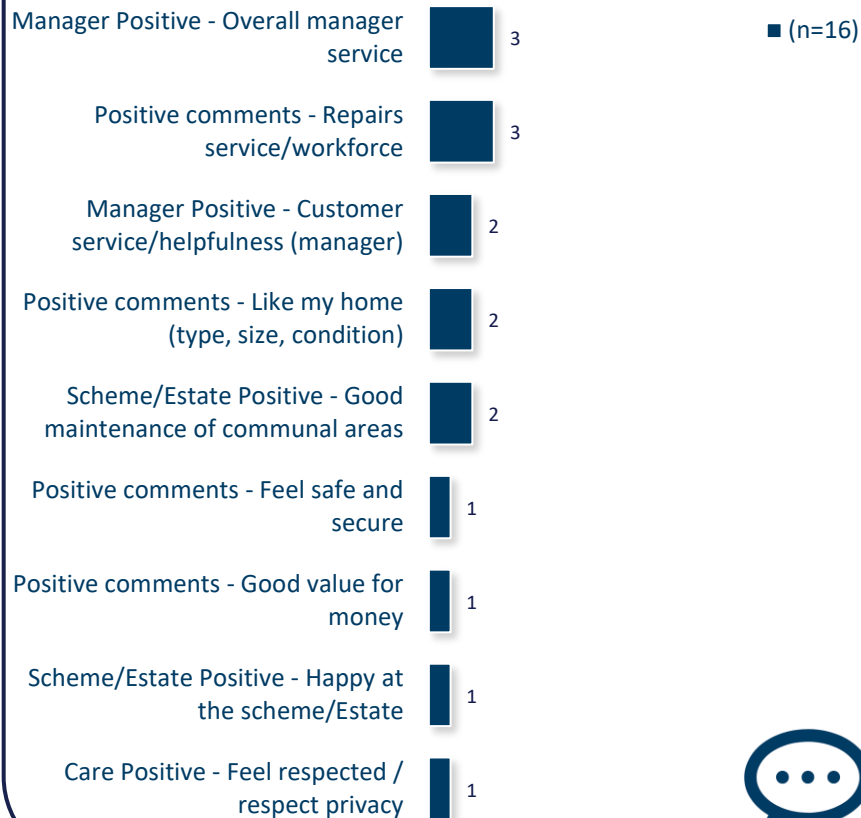 Manager Positive - Overall manager
service
3
(n=16)
Positive comments - Repairs
service/workforce
3
Manager Positive - Customer
service/helpfulness (manager)
2
Positive comments - Like my home
(type, size, condition)
2
Scheme/Estate Positive - Good
maintenance of communal areas
2
Positive comments - Feel safe and
secure
1
Positive comments - Good value for
money
1
Scheme/Estate Positive - Happy at
the scheme/Estate
1
Care Positive - Feel respected /
respect privacy
1